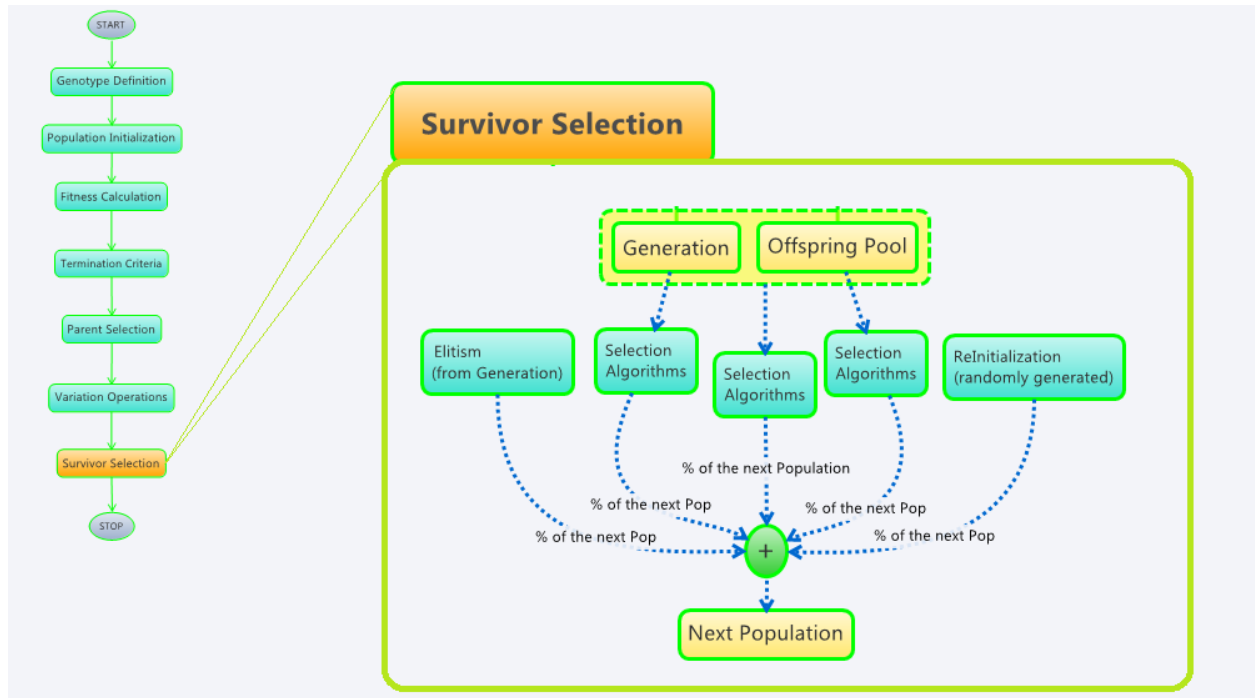 START
Genotype Definition
Population Initialization
Fitness Calculation
Termination Criteria
Parent Selection
Variation Operations
Survivor Selection
STOP
Survivor Selection
Generation
Offspring Pool
Elitism
(from Generation)
Selection
Algorithms
Selection
Algorithms
Selection
Algorithms
ReInitialization
(randomly generated)
% of the next Population
% of the next Pop
% of the next Pop
% of the next Pop
% of the next Pop
+
Next Population